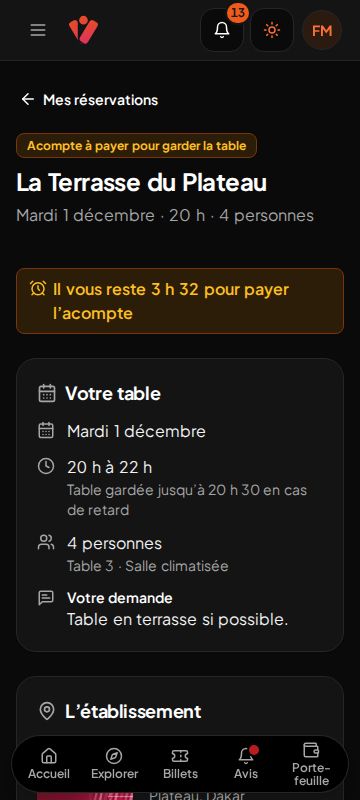 13
FM
Mes réservations
Acompte à payer pour garder la table
La Terrasse du Plateau
Mardi 1 décembre · 20 h · 4 personnes
Il vous reste 3 h 32 pour payer
l’acompte
Votre table
Mardi 1 décembre
20 h à 22 h
Table gardée jusqu’à 20 h 30 en cas
de retard
4 personnes
Table 3 · Salle climatisée
Votre demande
Table en terrasse si possible.
L’établissement
Plateau, Dakar
Accueil
Explorer
Billets
Avis
Porte-
feuille